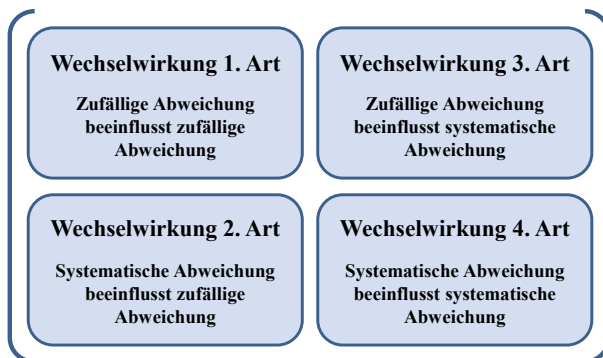 Wechselwirkung 1. Art
Zufällige Abweichung
beeinflusst zufällige
Abweichung
Wechselwirkung 3. Art
Zufällige Abweichung
beeinflusst systematische
Abweichung
Wechselwirkung 2. Art
Systematische Abweichung
beeinflusst zufällige
Abweichung
Wechselwirkung 4. Art
Systematische Abweichung
beeinflusst systematische
Abweichung